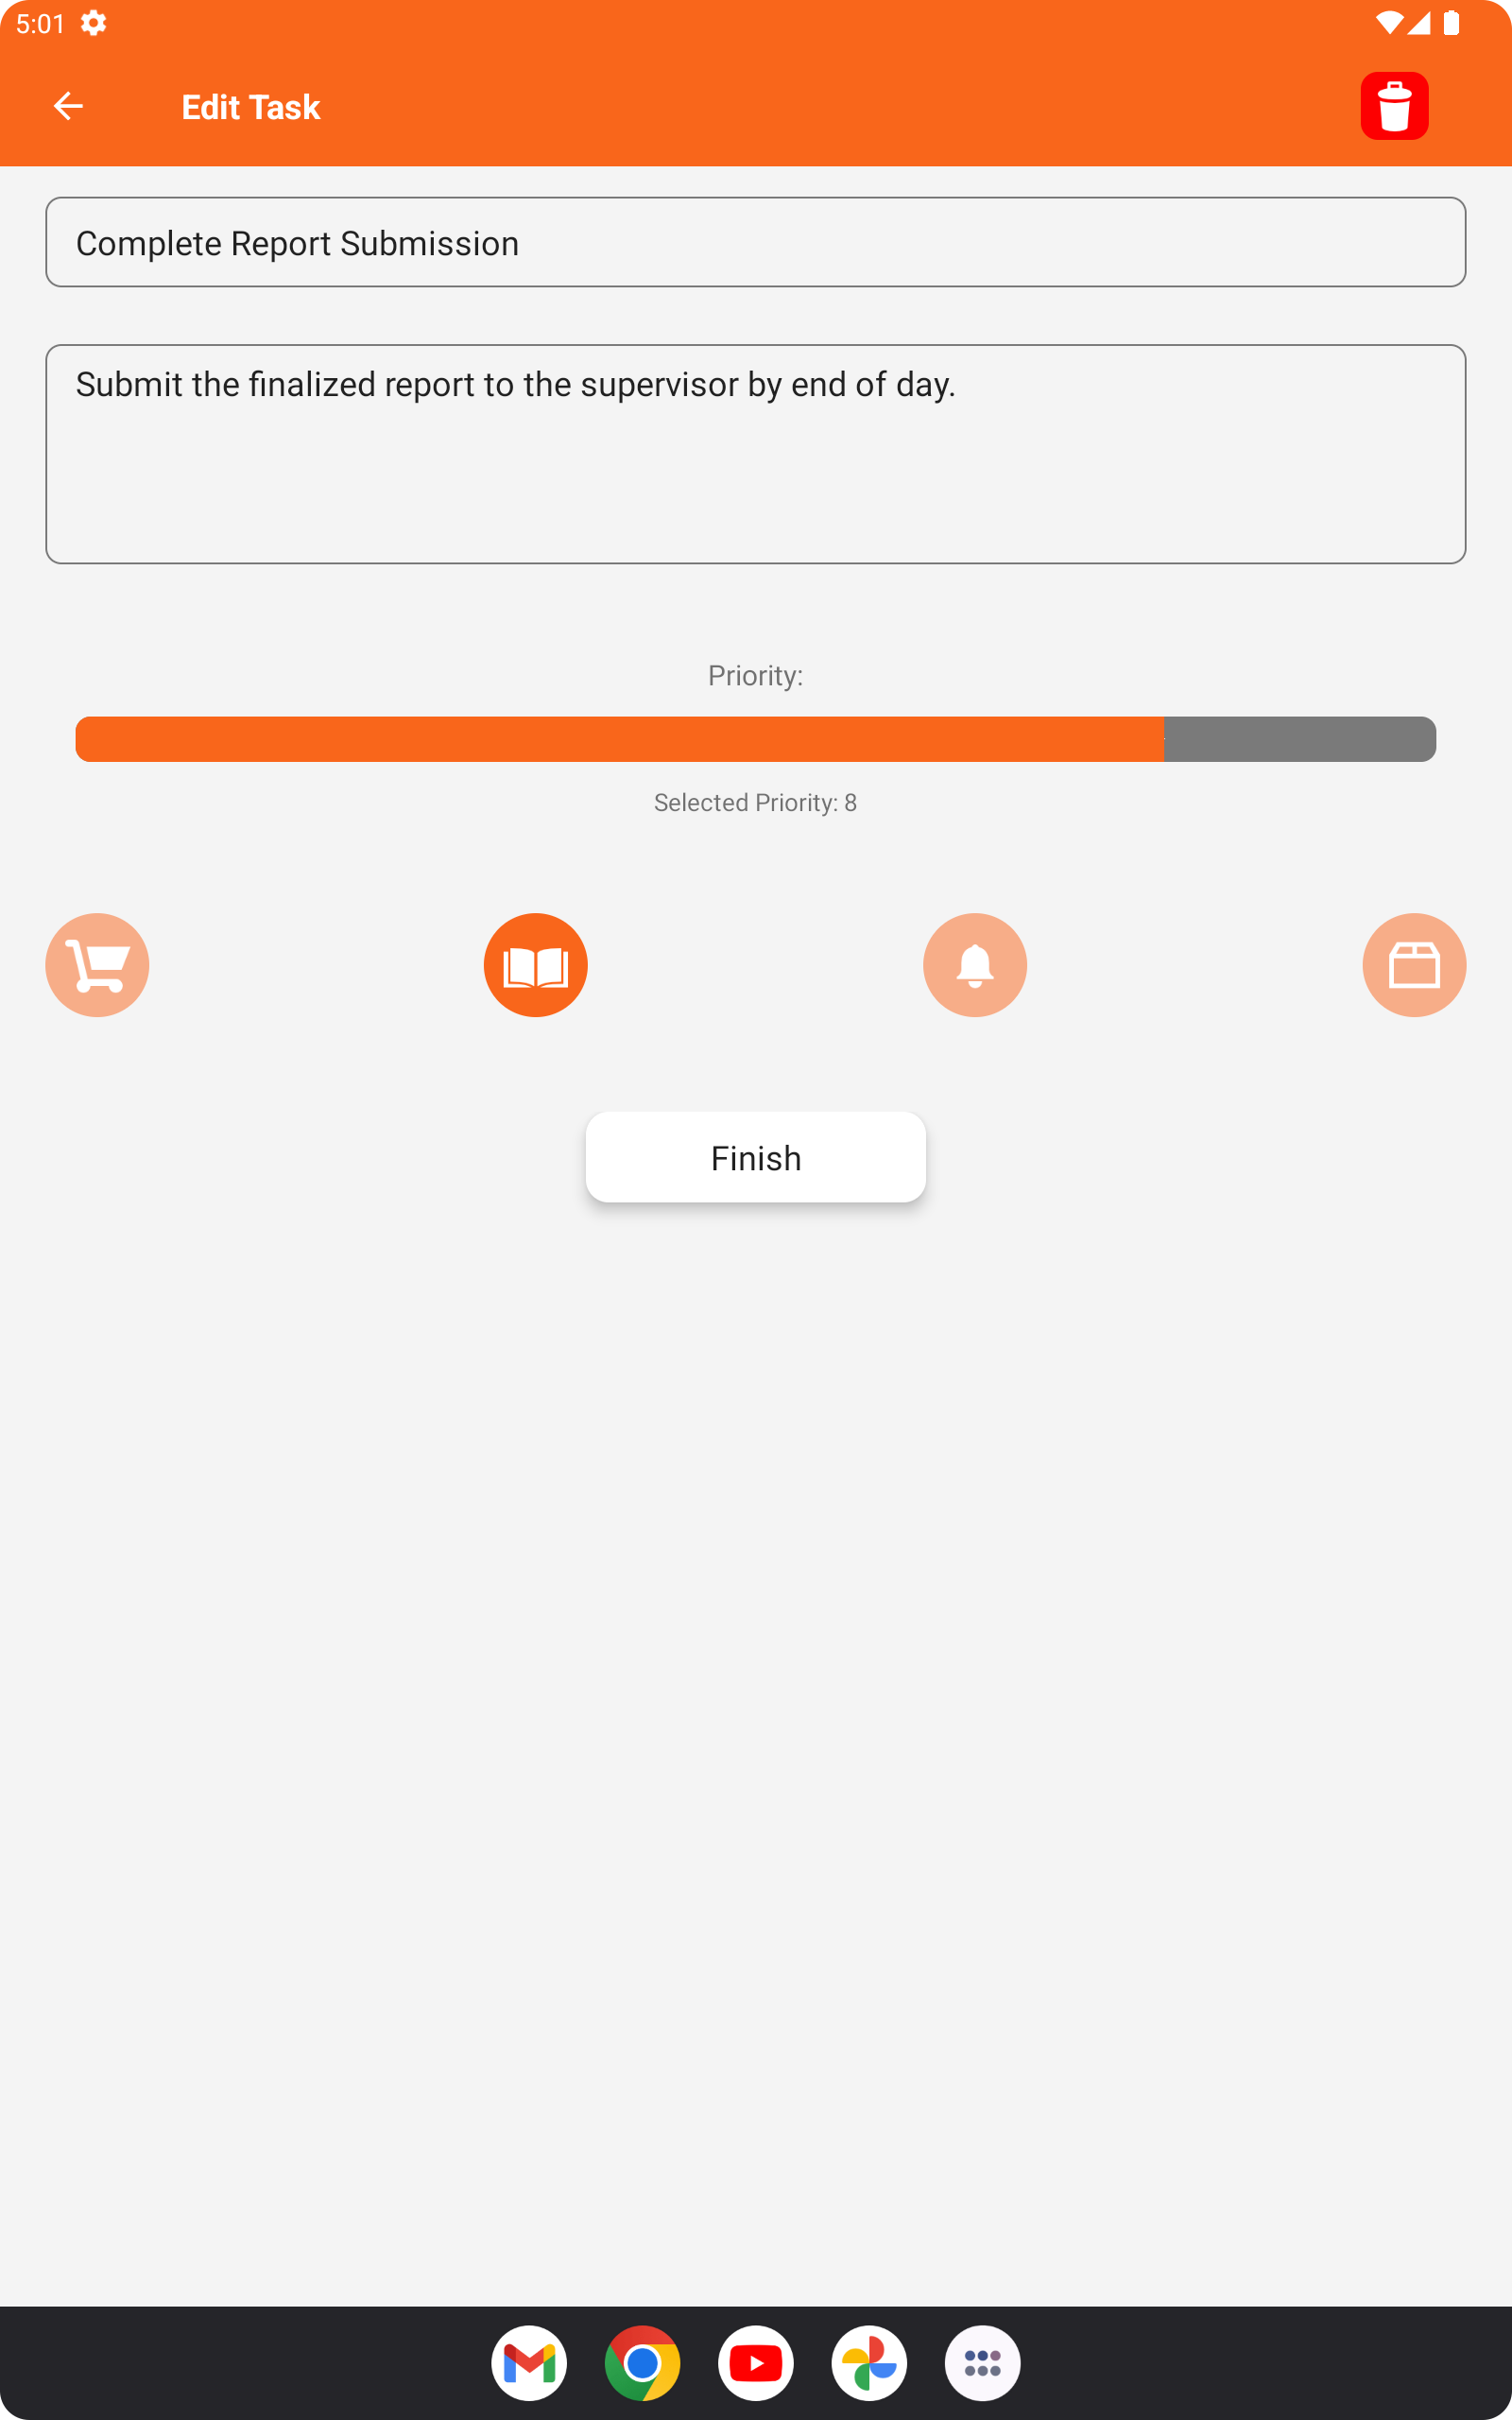 5:01
Edit Task
Complete Report Submission
Submit the finalized report to the supervisor by end of day.
Priority:
Selected Priority: 8
Finish